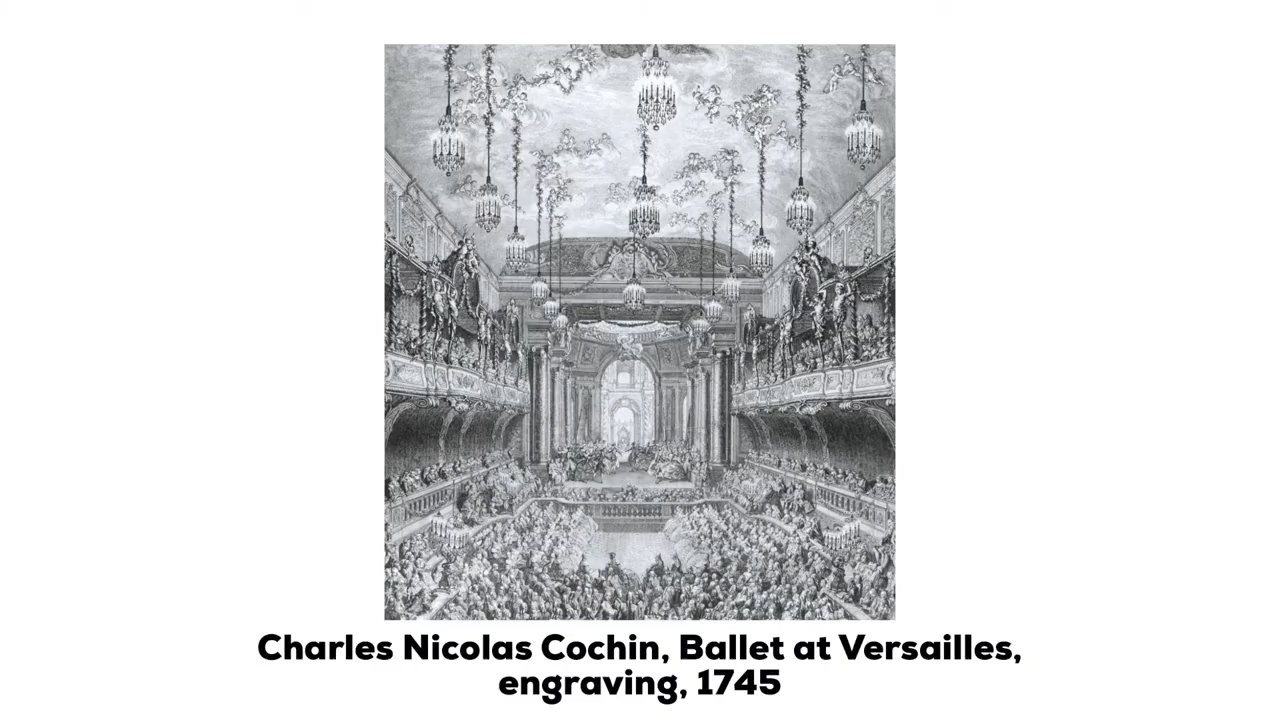 Charles Nicolas Cochin, Ballet at Versailles,
engraving, 1745